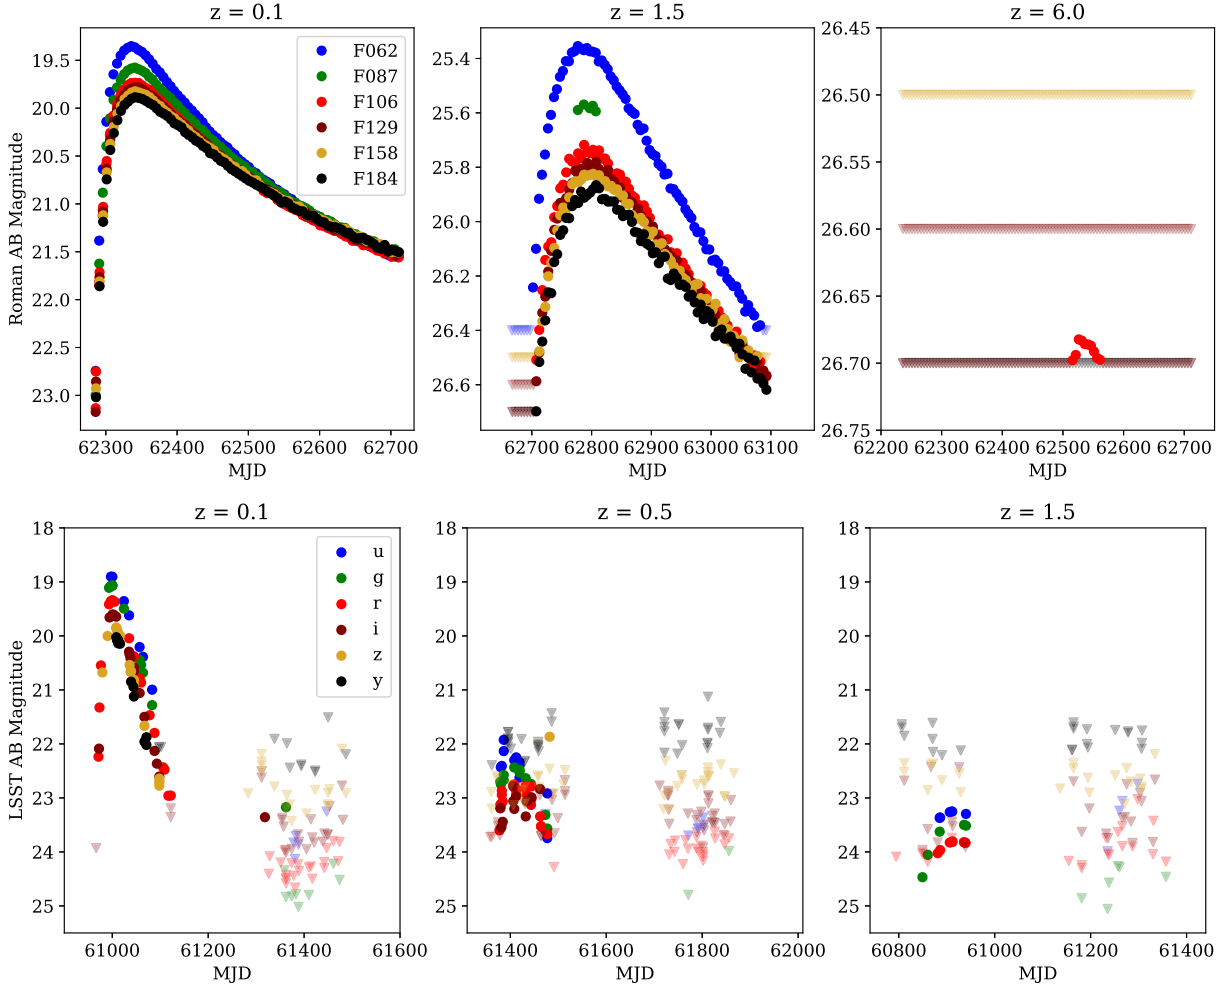 z = 0.1
z = 1.5
z = 6.0
Roman AB Magnitude
19.5
20.0
20.5
21.0
21.5
22.0
22.5
23.0
F062
F087
F106
F129
F158
F184
62300 62400 62500 62600 62700
MJD
25.4
25.6
25.8
26.0
26.2
26.4
26.6
62700 62800 62900 63000 63100
MJD
26.45
26.50
26.55
26.60
26.65
26.70
26.75
62200 62300 62400 62500 62600 62700
MJD
z = 0.1
z = 0.5
z = 1.5
LSST AB Magnitude
18
19
20
21
22
23
24
25
u
g
r
i
z
y
61000 61200 61400 61600
MJD
18
19
20
21
22
23
24
25
61400 61600 61800 62000
MJD
18
19
20
21
22
23
24
25
60800 61000 61200 61400
MJD